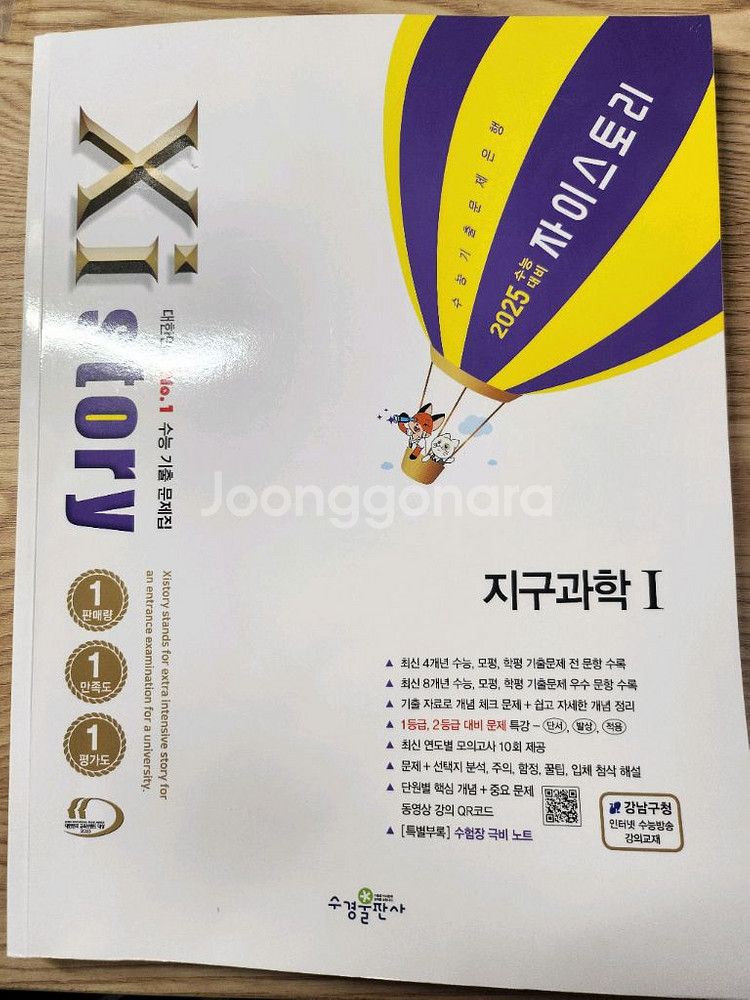 Xi story
대한민국 No.1 수능 기출 문제집
Xistory stands for extra intensive story for
an entrance examination for a university.
1
판매량
1
만족도
1
평가도
수능기출문제은행
2025 수능 대비 자이스토리
Joonggonara
지구과학 I
▲ 최신 4개년 수능, 모평, 학평 기출문제 전 문항 수록
▲ 최신 8개년 수능, 모평, 학평 기출문제 우수 문항 수록
▲ 기출 자료로 개념 체크 문제 + 쉽고 자세한 개념 정리
▲ 1등급, 2등급 대비 문제 특강 – 단서, 발상, 적용
▲ 최신 연도별 모의고사 10회 제공
▲ 문제 + 선택지 분석, 주의, 함정, 꿀팁, 입체 첨삭 해설
▲ 단원별 핵심 개념 + 중요 문제
동영상 강의 QR코드
▲ [특별부록] 수험장 극비 노트
강남구청
인터넷 수능방송
강의교재
수경출판사